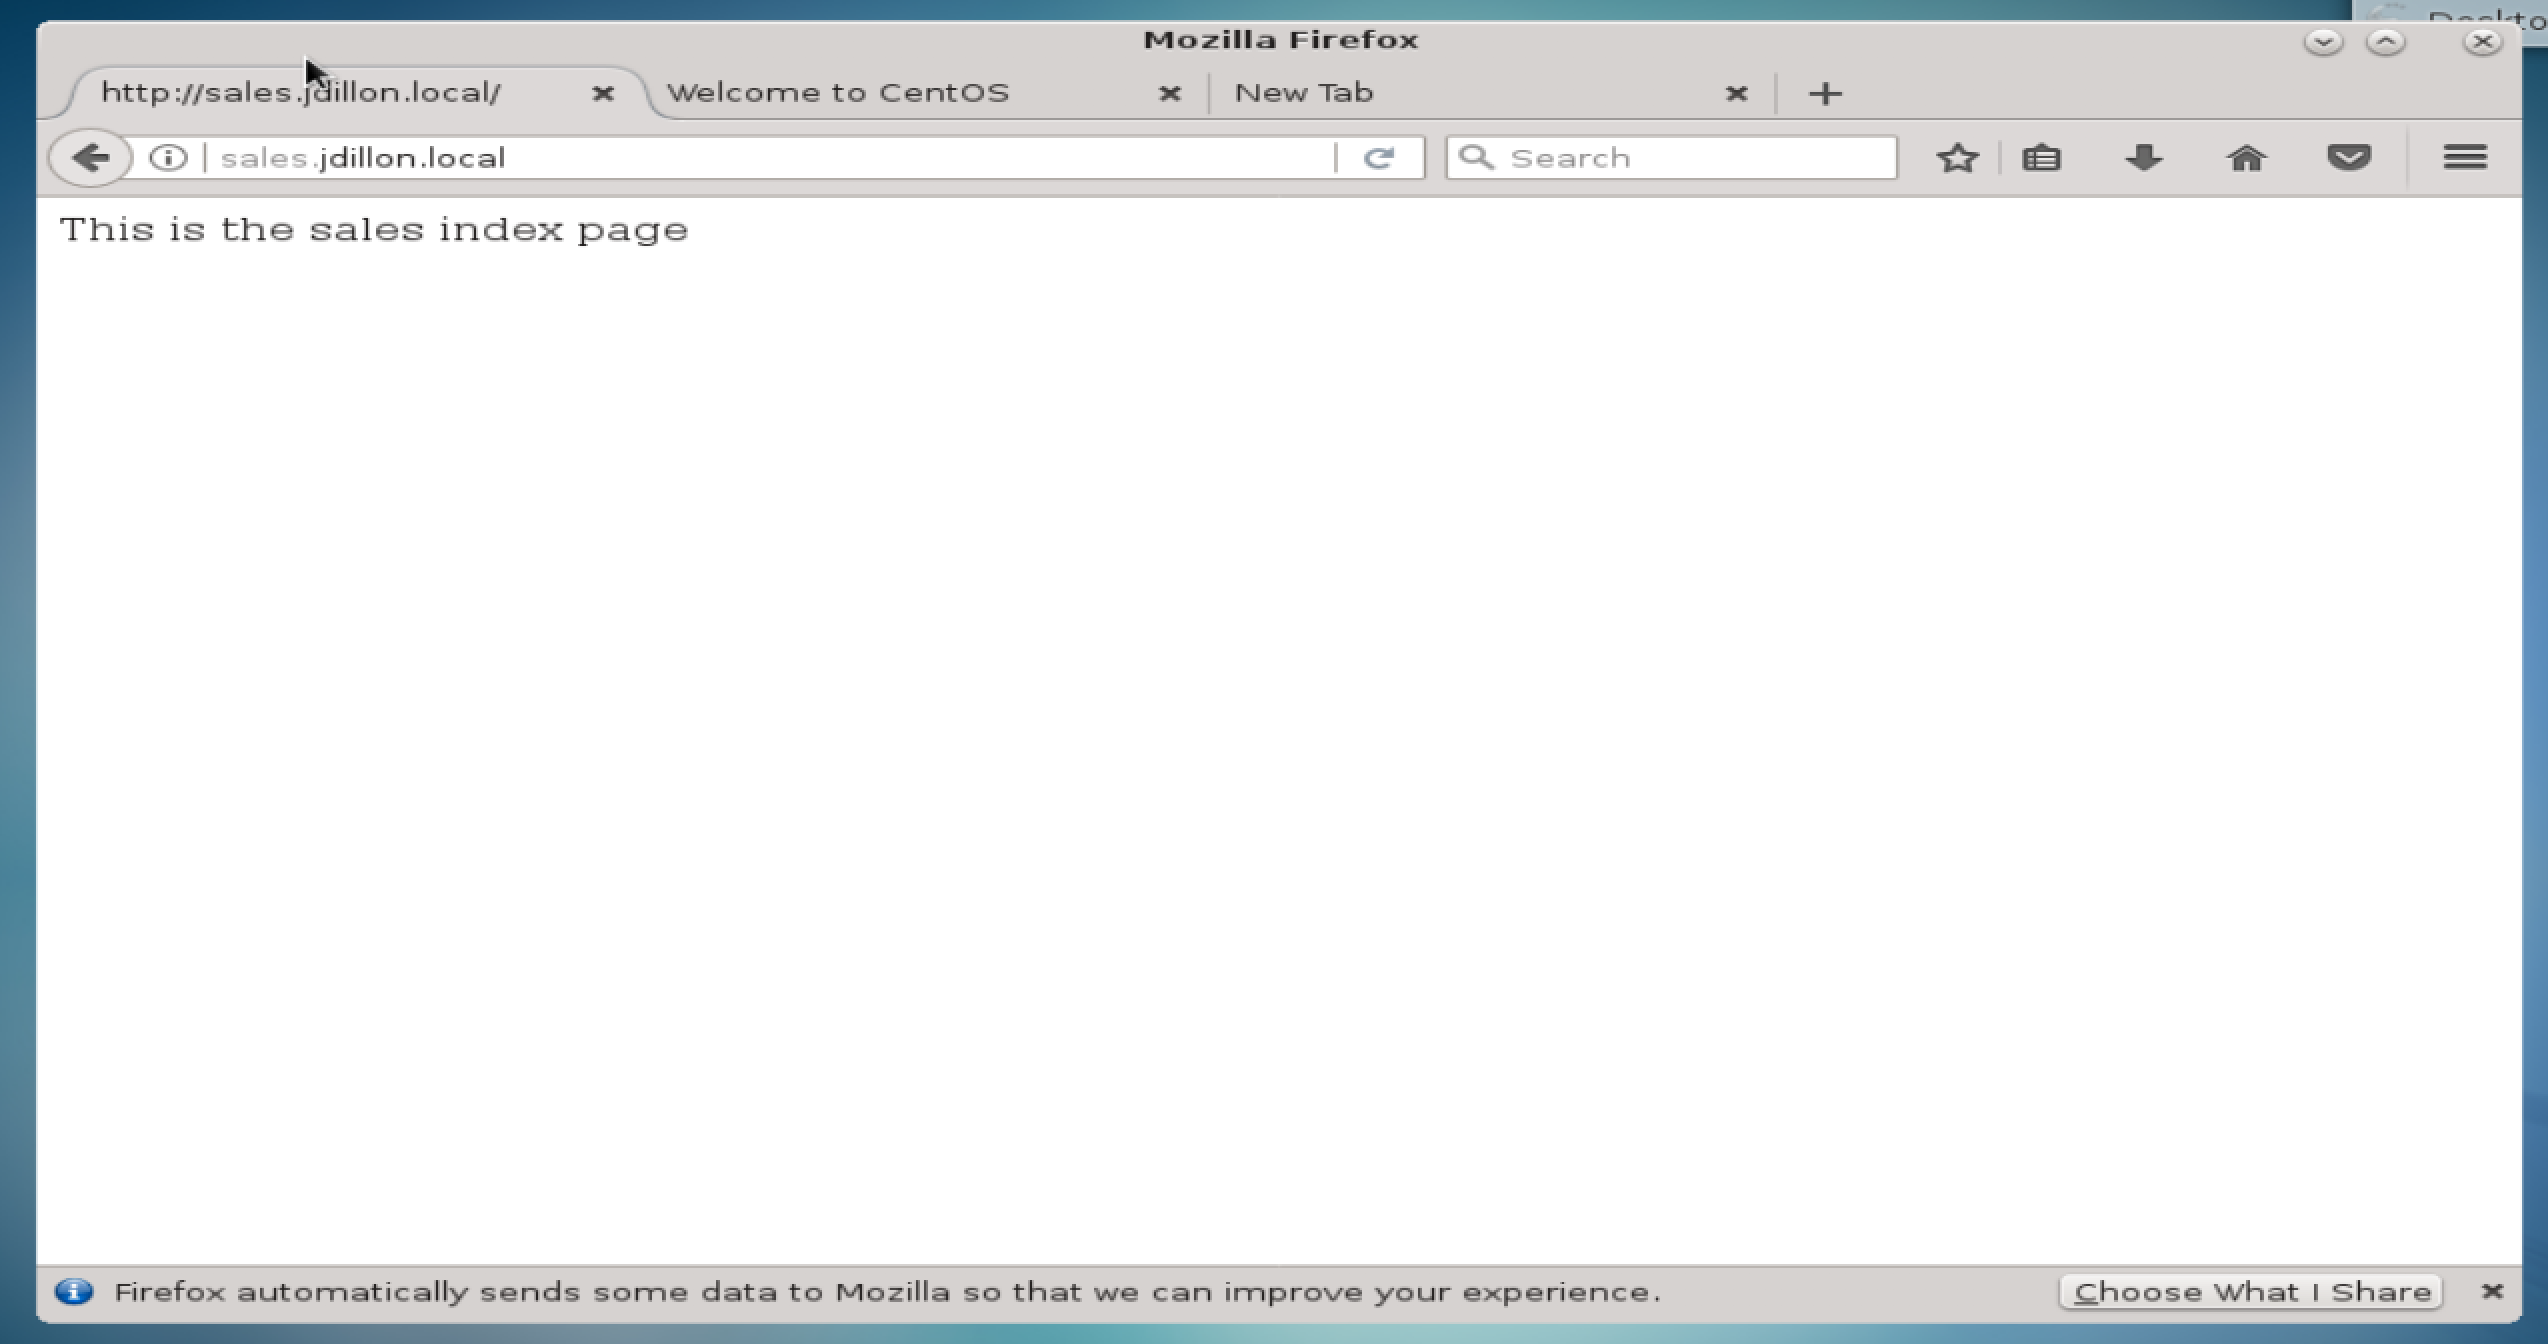 Mozilla Firefox
http://sales.jdillon.local/
Welcome to CentOS
New Tab
sales.jdillon.local
Search
This is the sales index page
Firefox automatically sends some data to Mozilla so that we can improve your experience.
Choose What I Share